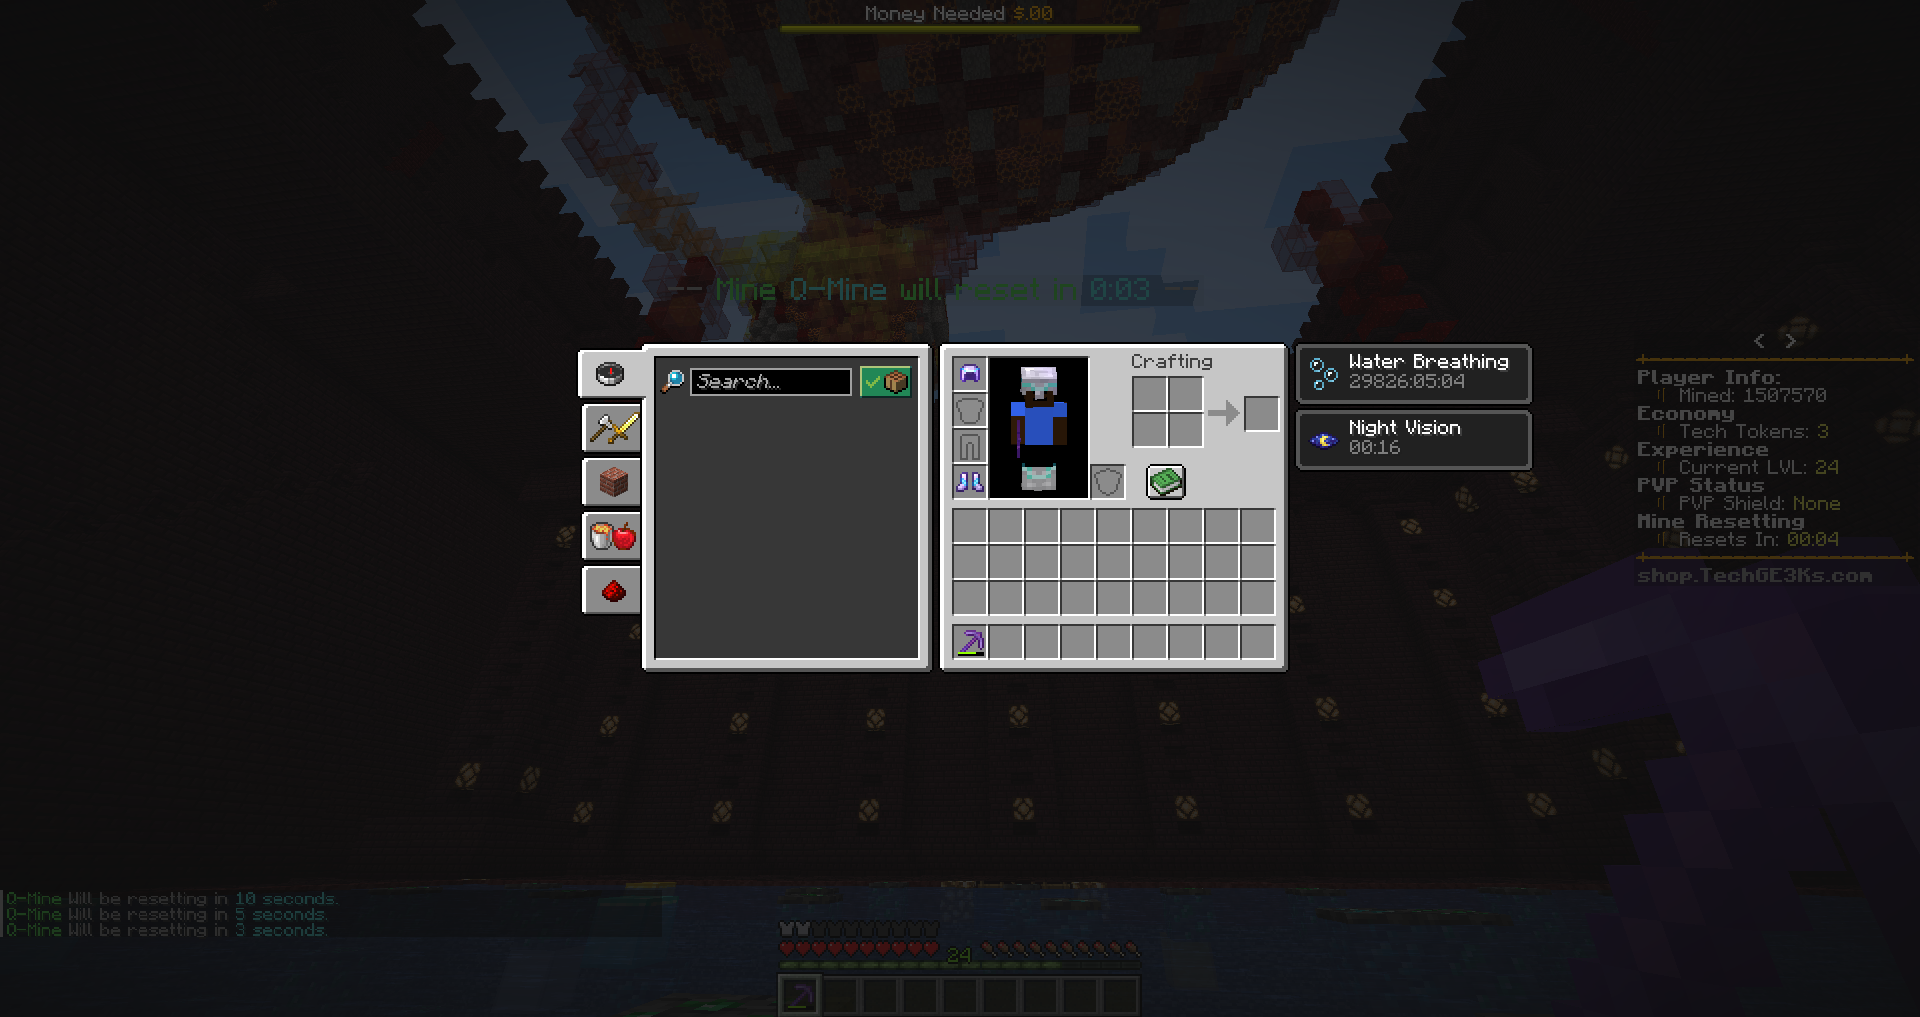 Money Needed $.00
-- Mine Q-Mine will reset in 0:03 --
Search...
Crafting
Water Breathing
29826:05:04
Night Vision
00:16
< >
Player Info:
Mined: 1507570
Economy
Tech Tokens: 3
Experience
Current LVL: 24
PVP Status
PVP Shield: None
Mine Resetting
Resets In: 00:04
shop.TechGE3Ks.com
Q-Mine Will be resetting in 10 seconds.
Q-Mine Will be resetting in 5 seconds.
Q-Mine Will be resetting in 3 seconds.
24